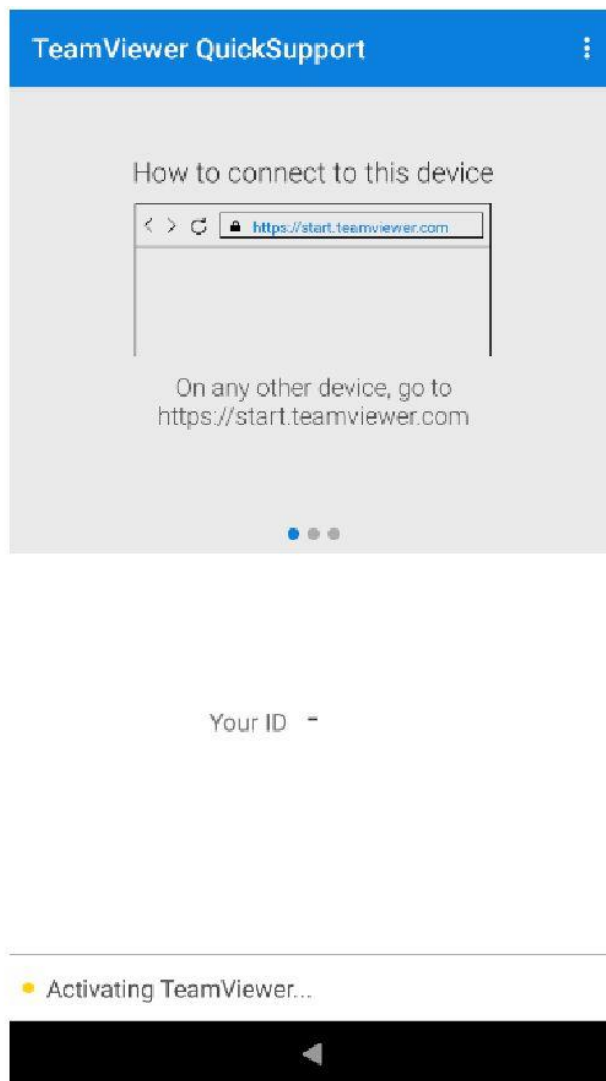 TeamViewer QuickSupport
How to connect to this device
https://start.teamviewer.com
On any other device, go to
https://start.teamviewer.com
Your ID -
Activating TeamViewer...